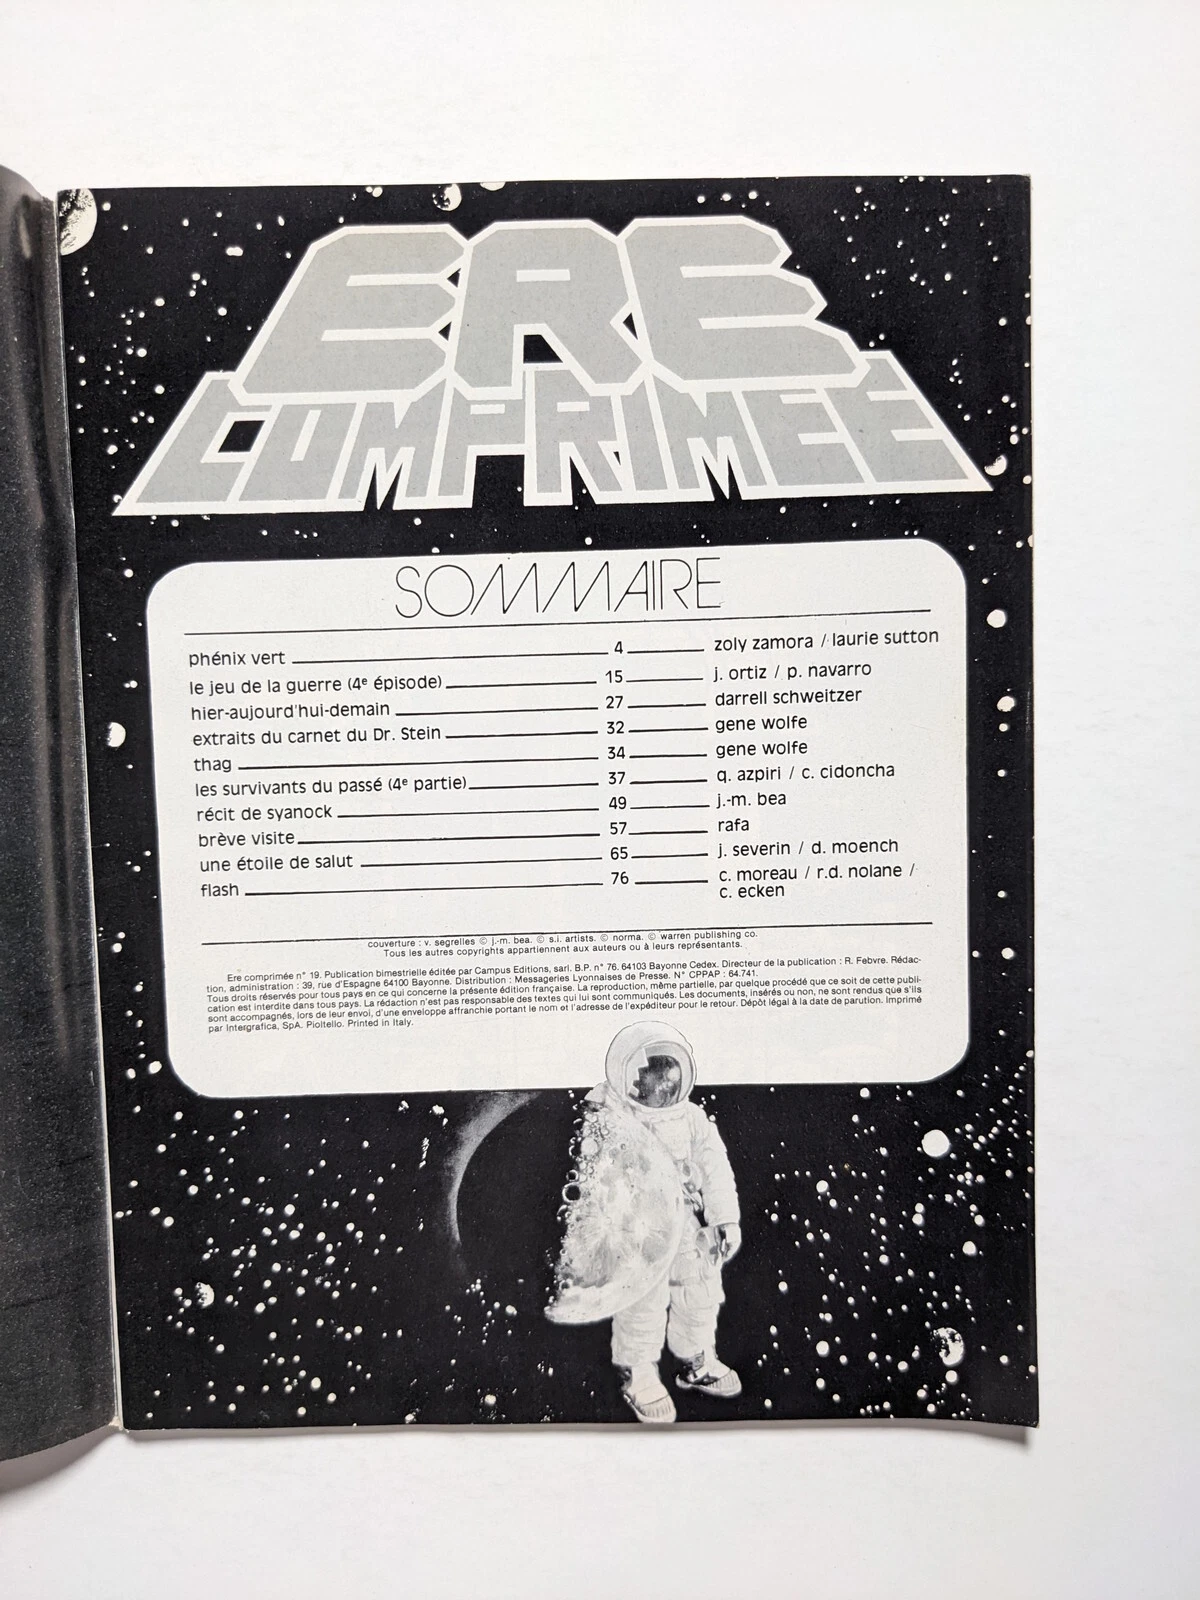 ERE
COMPRIMEE
SOMMAIRE
phénix vert 4 zoly zamora / laurie sutton
le jeu de la guerre (4e épisode) 15 j. ortiz / p. navarro
hier-aujourd'hui-demain 27 darrell schweitzer
extraits du carnet du Dr. Stein 32 gene wolfe
thag 34 gene wolfe
les survivants du passé (4e partie) 37 q. azpiri / c. cidoncha
récit de syanock 49 j.-m. bea
brève visite 57 rafa
une étoile de salut 65 j. severin / d. moench
flash 76 c. moreau / r.d. nolane /
c. ecken
couverture : v. segrelles © j.-m. bea. © s.i. artists. © norma. © warren publishing co.
Tous les autres copyrights appartiennent aux auteurs ou à leurs représentants.
Ere comprimée n° 19. Publication bimestrielle éditée par Campus Editions, sarl. B.P. n° 76. 64103 Bayonne Cedex. Directeur de la publication : R. Febvre. Rédac-
tion, administration : 39, rue d'Espagne 64100 Bayonne. Distribution : Messageries Lyonnaises de Presse. N° CPPAP : 64.741.
Tous droits réservés pour tous pays en ce qui concerne la présente édition française. La reproduction, même partielle, par quelque procédé que ce soit de cette publi-
cation est interdite dans tous pays. La rédaction n'est pas responsable des textes qui lui sont communiqués. Les documents, insérés ou non, ne sont rendus que s'ils
sont accompagnés, lors de leur envoi, d'une enveloppe affranchie portant le nom et l'adresse de l'expéditeur pour le retour. Dépôt légal à la date de parution. Imprimé
par Intergrafica, SpA. Pioltello. Printed in Italy.